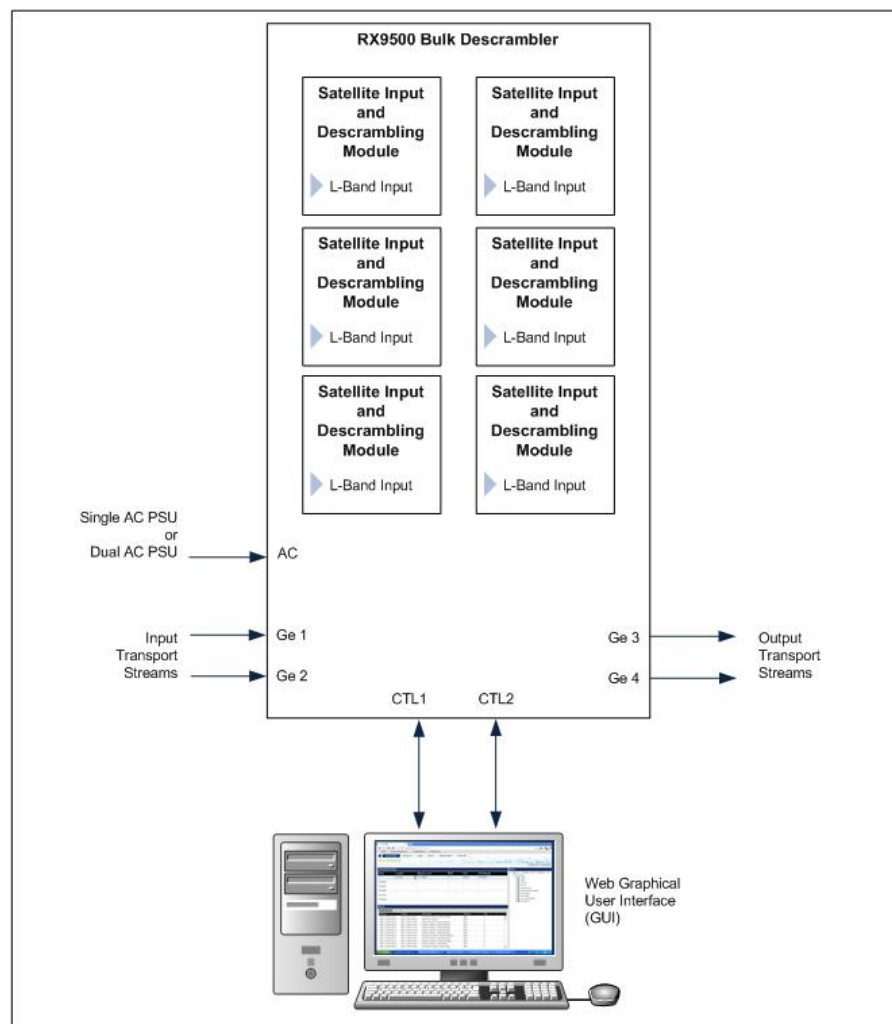 RX9500 Bulk Descrambler
Satellite Input
and
Descrambling
Module
L-Band Input
Satellite Input
and
Descrambling
Module
L-Band Input
Satellite Input
and
Descrambling
Module
L-Band Input
Satellite Input
and
Descrambling
Module
L-Band Input
Satellite Input
and
Descrambling
Module
L-Band Input
Satellite Input
and
Descrambling
Module
L-Band Input
Single AC PSU
or
Dual AC PSU
AC
Input
Transport
Streams
Ge 1
Ge 2
Ge 3
Ge 4
Output
Transport
Streams
CTL1
CTL2
Web Graphical
User Interface
(GUI)